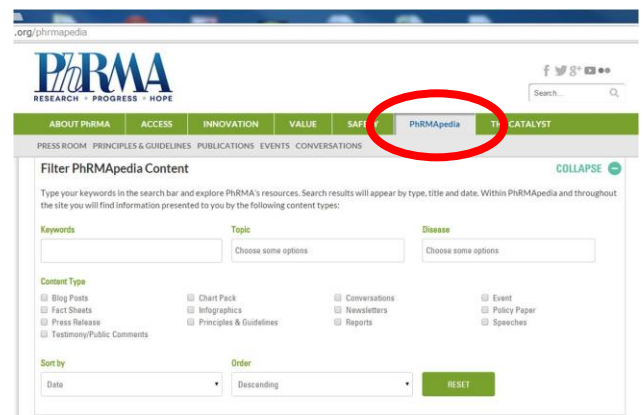 .org/phrmapedia
PhRMA
RESEARCH • PROGRESS • HOPE
Search...
ABOUT PhRMA ACCESS INNOVATION VALUE SAFETY PhRMApedia CATALYST
PRESS ROOM PRINCIPLES & GUIDELINES PUBLICATIONS EVENTS CONVERSATIONS
Filter PhRMApedia Content COLLAPSE
Type your keywords in the search bar and explore PhRMA's resources. Search results will appear by type, title and date. Within PhRMApedia and throughout
the site you will find information presented to you by the following content types:
Keywords Topic Disease
Choose some options Choose some options
Content Type
Blog Posts Chart Pack Conversations Event
Fact Sheets Infographics Newsletters Policy Paper
Press Release Principles & Guidelines Reports Speeches
Testimony/Public Comments
Sort by Order
Date Descending RESET